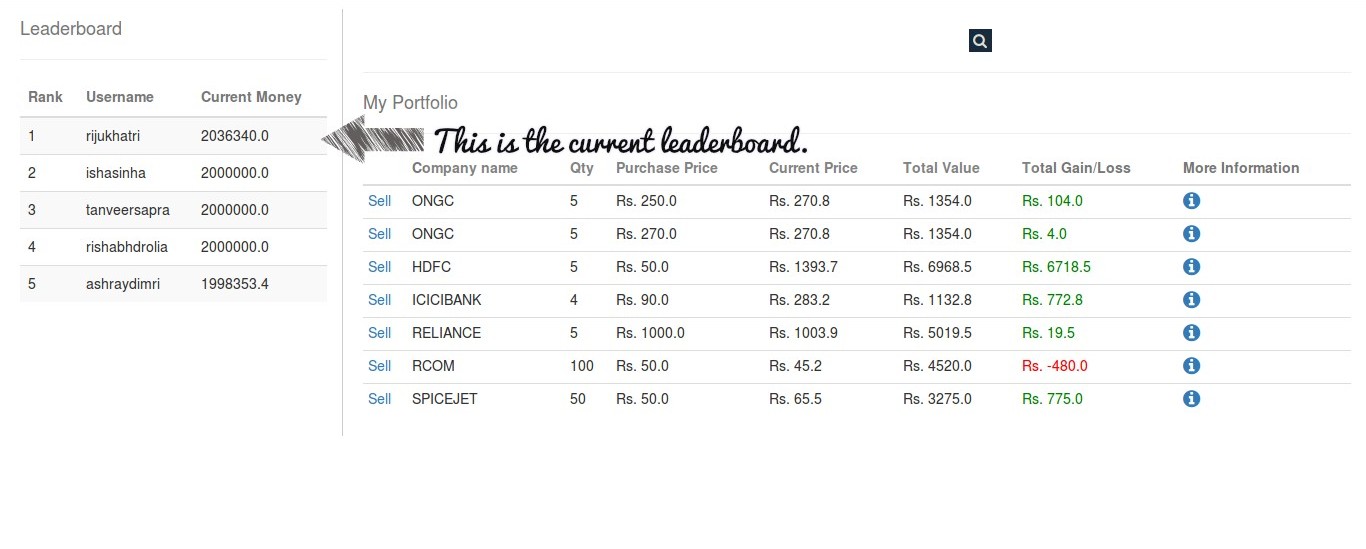 Leaderboard
Rank Username Current Money
1 rijukhatri 2036340.0
2 ishasinha 2000000.0
3 tanveersapra 2000000.0
4 rishabhdrolia 2000000.0
5 ashraydimri 1998353.4
My Portfolio
This is the current leaderboard.
Company name Qty Purchase Price Current Price Total Value Total Gain/Loss More Information
Sell ONGC 5 Rs. 250.0 Rs. 270.8 Rs. 1354.0 Rs. 104.0
Sell ONGC 5 Rs. 270.0 Rs. 270.8 Rs. 1354.0 Rs. 4.0
Sell HDFC 5 Rs. 50.0 Rs. 1393.7 Rs. 6968.5 Rs. 6718.5
Sell ICICIBANK 4 Rs. 90.0 Rs. 283.2 Rs. 1132.8 Rs. 772.8
Sell RELIANCE 5 Rs. 1000.0 Rs. 1003.9 Rs. 5019.5 Rs. 19.5
Sell RCOM 100 Rs. 50.0 Rs. 45.2 Rs. 4520.0 Rs. -480.0
Sell SPICEJET 50 Rs. 50.0 Rs. 65.5 Rs. 3275.0 Rs. 775.0